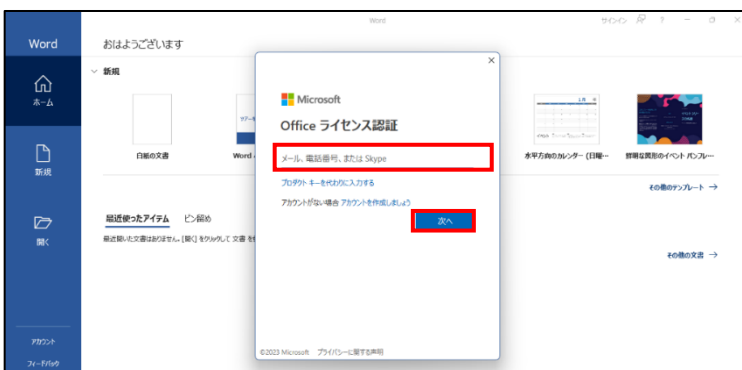 Word
サインイン
?
Word
おはようございます
ホーム
新規
開く
アカウント
フィードバック
新規
白紙の文書
Word
水平方向のカレンダー (日曜…
鮮明な図形のイベント パンフレ…
その他のテンプレート →
最近使ったアイテム
ピン留め
最近開いた文書はありません。[開く] をクリックして 文書 を
その他の文書 →
Microsoft
Office ライセンス認証
メール、電話番号、または Skype
プロダクト キーを代わりに入力する
アカウントがない場合 アカウントを作成しましょう
次へ
©2023 Microsoft プライバシーに関する声明